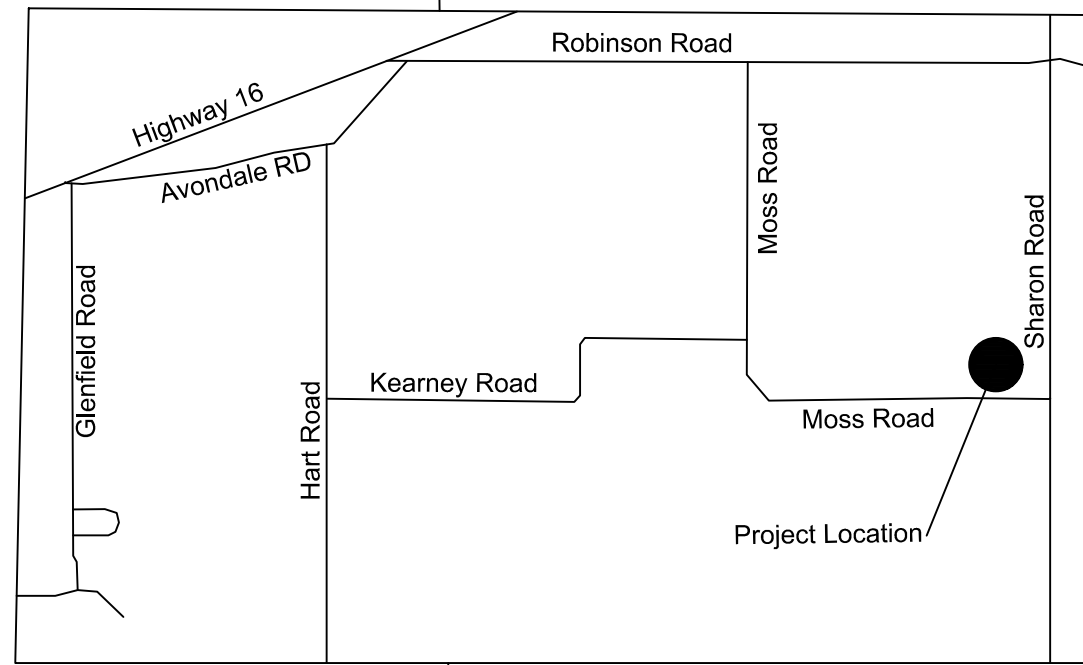 Robinson Road
Highway 16
Avondale RD
Moss Road
Sharon Road
Glenfield Road
Kearney Road
Hart Road
Moss Road
Project Location